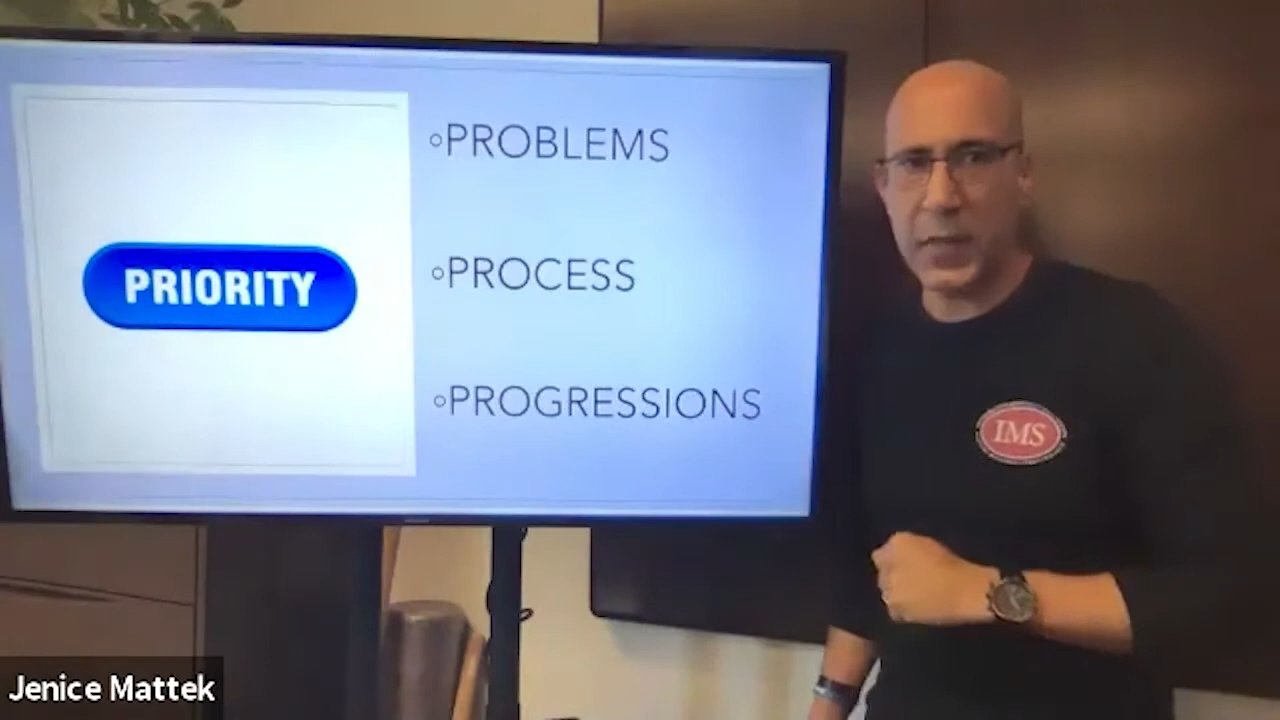 PRIORITY
◦PROBLEMS
◦PROCESS
◦PROGRESSIONS
IMS
Jenice Mattek